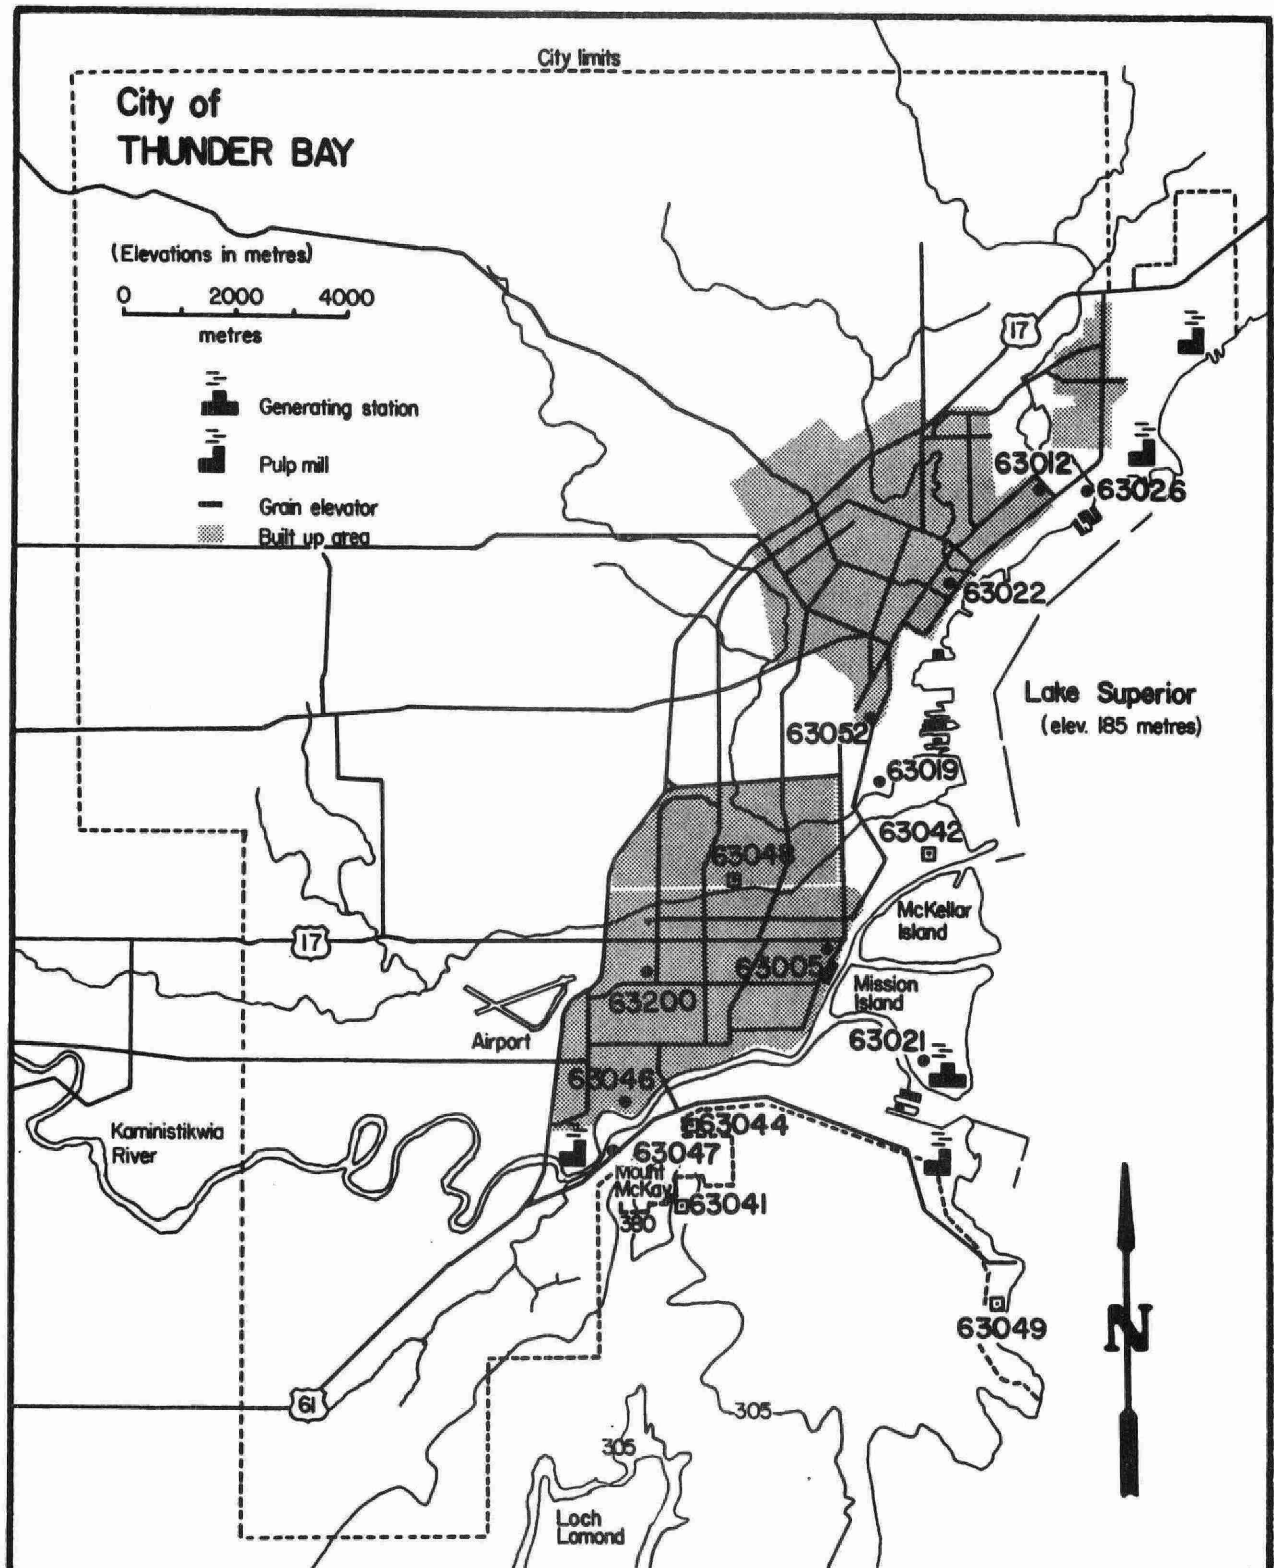 City limits
City of
THUNDER BAY
(Elevations in metres)
0 2000 4000
metres
17
Generating station
Pulp mill
Grain elevator
Built up area
63012
63026
63022
Lake Superior
(elev. 185 metres)
63052
63019
63042
63048
McKellar
Island
17
63005
Mission
Island
63200
Airport
63021
63046
Kaministikwia
River
63044
63047
Mount
McKay
63041
380
63049
N
61
305
305
Loch
Lomond